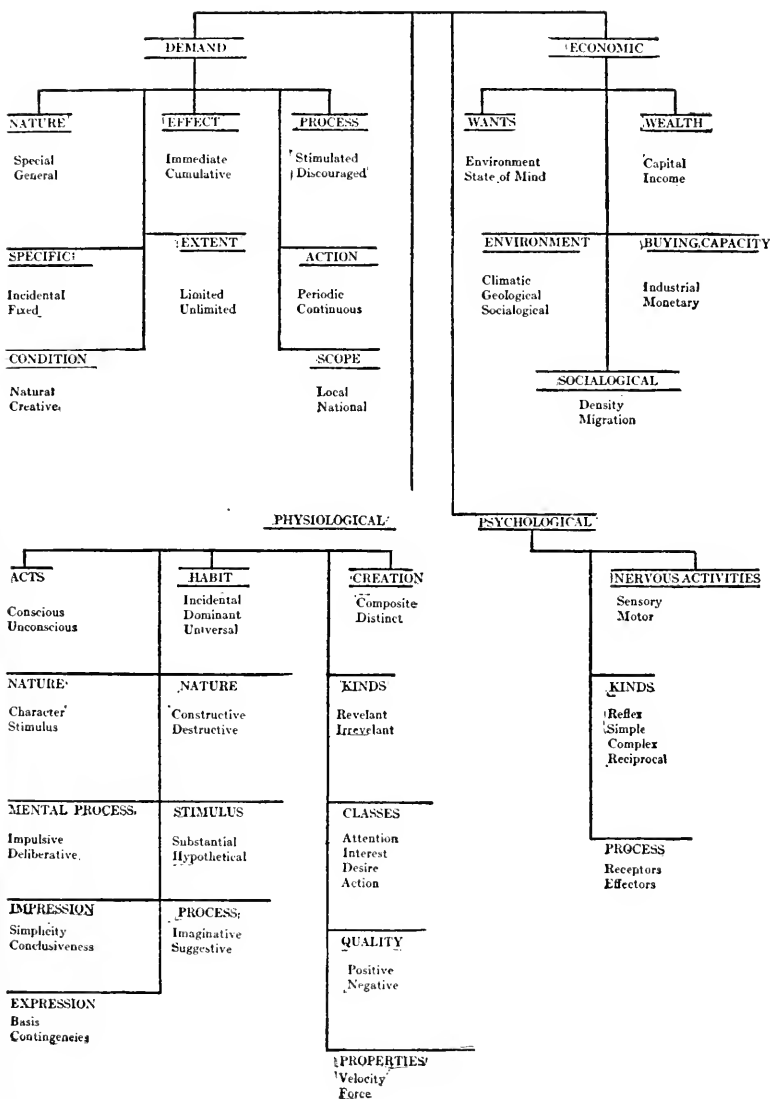 DEMAND
ECONOMIC
NATURE
EFFECT
PROCESS
WANTS
WEALTH
Special
General
Immediate
Cumulative
Stimulated
Discouraged
Environment
State of Mind
Capital
Income
SPECIFIC
EXTENT
ACTION
ENVIRONMENT
BUYING CAPACITY
Incidental
Fixed
Limited
Unlimited
Periodic
Continuous
Climatic
Geological
Socialogical
Industrial
Monetary
CONDITION
SCOPE
SOCIALOGICAL
Natural
Creative
Local
National
Density
Migration
PHYSIOLOGICAL
PSYCHOLOGICAL
ACTS
HABIT
CREATION
NERVOUS ACTIVITIES
Conscious
Unconscious
Incidental
Dominant
Universal
Composite
Distinct
Sensory
Motor
NATURE
NATURE
KINDS
KINDS
Character
Stimulus
Constructive
Destructive
Revelant
Irrevelant
Reflex
Simple
Complex
Reciprocal
MENTAL PROCESS
STIMULUS
CLASSES
PROCESS
Impulsive
Deliberative
Substantial
Hypothetical
Attention
Interest
Desire
Action
Receptors
Effectors
IMPRESSION
PROCESS
QUALITY
Simplicity
Conclusiveness
Imaginative
Suggestive
Positive
Negative
EXPRESSION
Basis
Contingencies
PROPERTIES
Velocity
Force